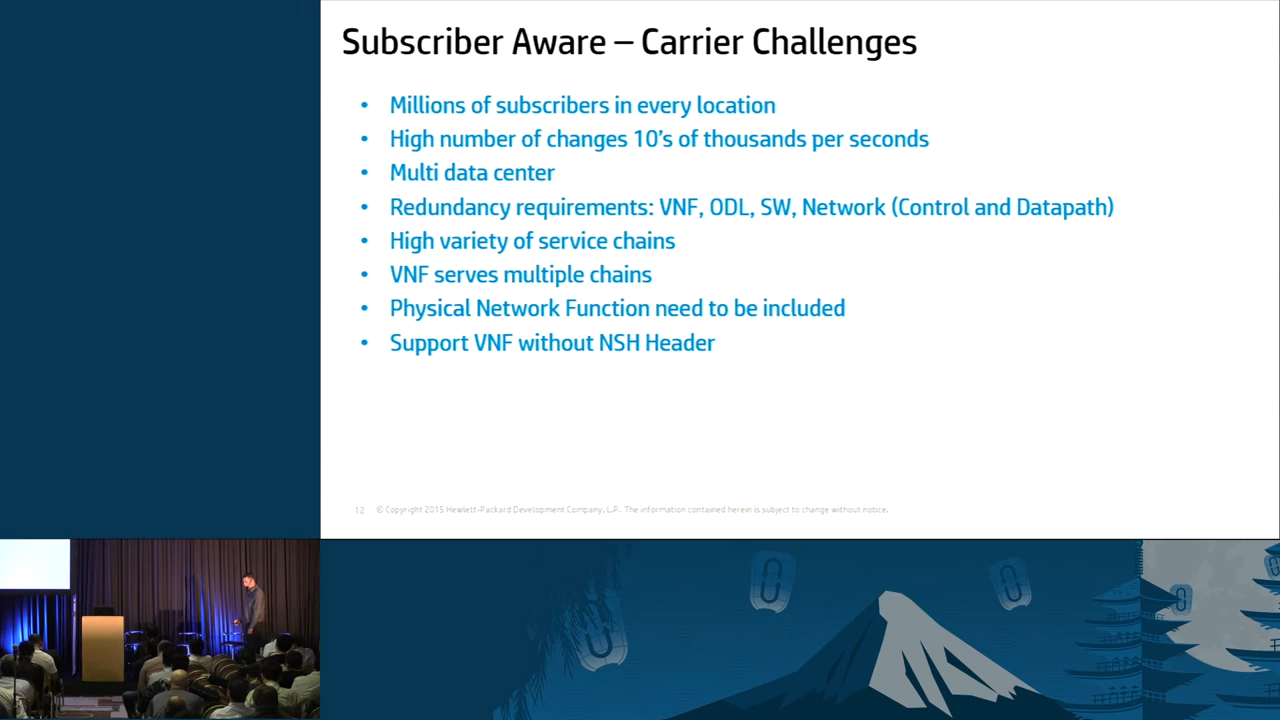 Subscriber Aware – Carrier Challenges
• Millions of subscribers in every location
• High number of changes 10's of thousands per seconds
• Multi data center
• Redundancy requirements: VNF, ODL, SW, Network (Control and Datapath)
• High variety of service chains
• VNF serves multiple chains
• Physical Network Function need to be included
• Support VNF without NSH Header
12 © Copyright 2015 Hewlett-Packard Development Company, L.P. The information contained herein is subject to change without notice.